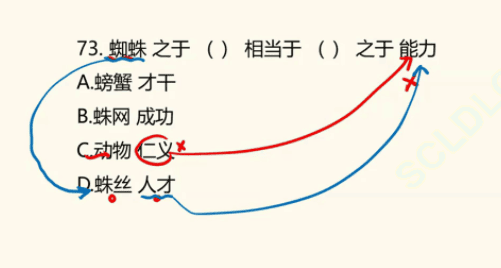 73. 蜘蛛 之于 （ ） 相当于 （ ） 之于 能力
A.螃蟹 才干
B.蛛网 成功
C.动物 仁义
D.蛛丝 人才
SCLDLG